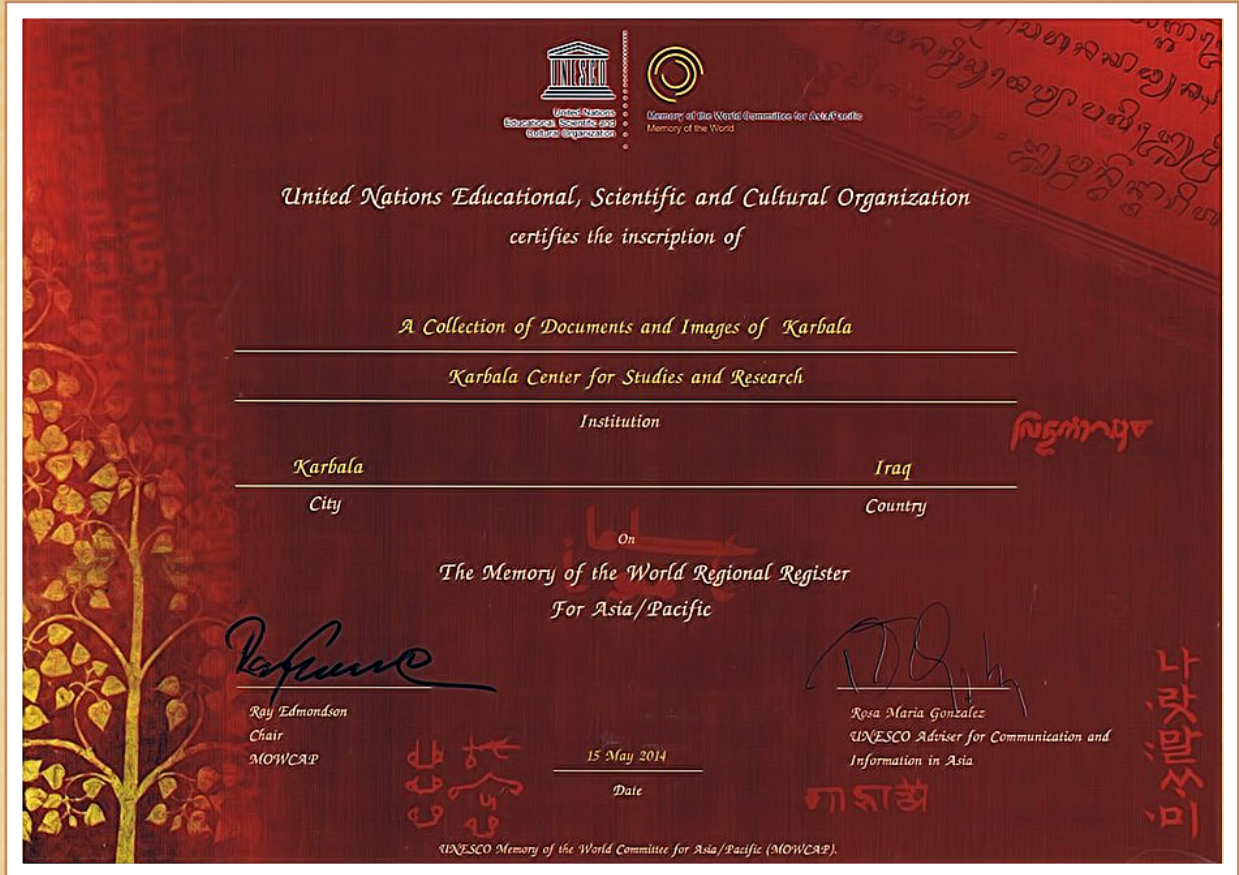 UNESCO
United Nations
Educational, Scientific and
Cultural Organization
Memory of the World Committee for Asia/Pacific
Memory of the World
United Nations Educational, Scientific and Cultural Organization
certifies the inscription of
A Collection of Documents and Images of Karbala
Karbala Center for Studies and Research
Institution
Karbala
Iraq
City
Country
On
The Memory of the World Regional Register
For Asia/Pacific
Ray Edmondson
Chair
MOWCAP
Rosa Maria Gonzalez
UNESCO Adviser for Communication and
Information in Asia
15 May 2014
Date
UNESCO Memory of the World Committee for Asia/Pacific (MOWCAP).